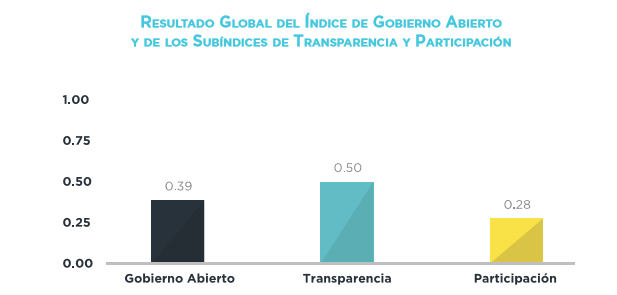 Resultado Global del Índice de Gobierno Abierto
y de los Subíndices de Transparencia y Participación
1.00
0.75
0.50
0.25
0.00
0.39
0.50
0.28
Gobierno Abierto
Transparencia
Participación